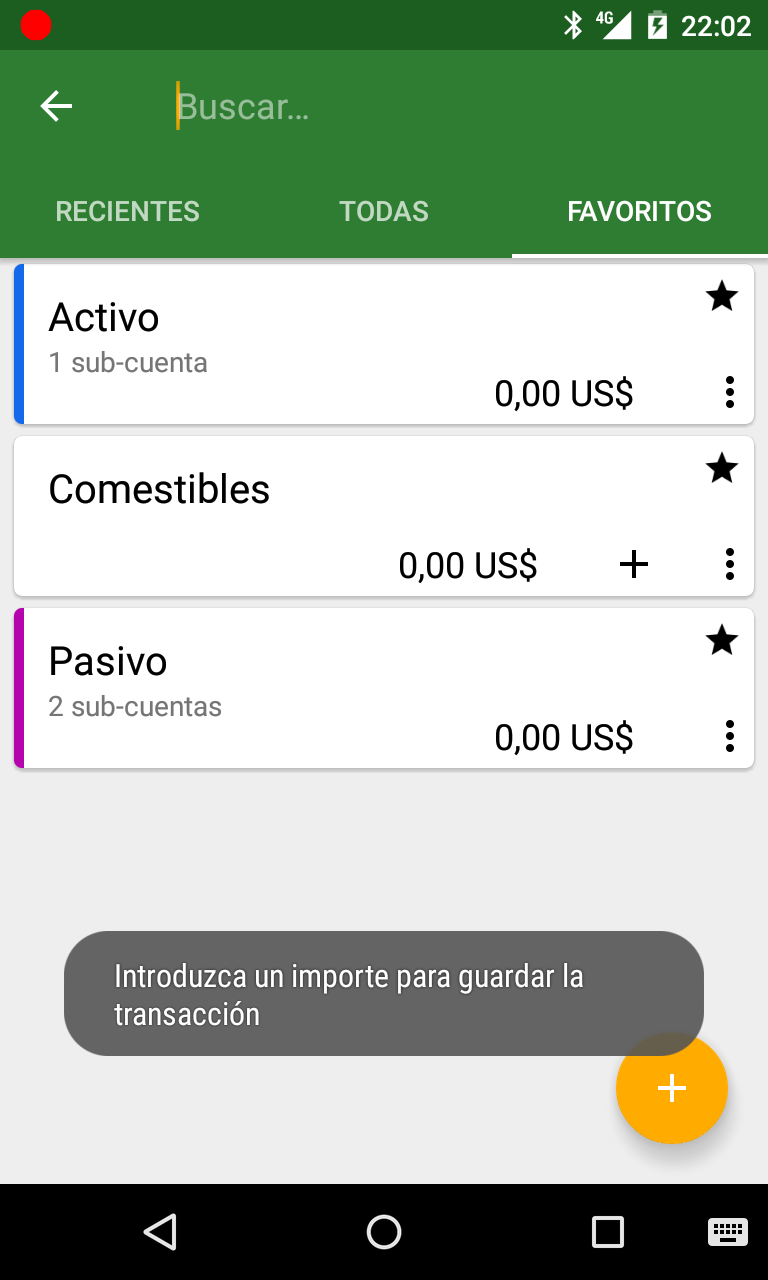 4G 22:02
Buscar...
RECIENTES TODAS FAVORITOS
Activo
1 sub-cuenta
0,00 US$
Comestibles
0,00 US$
Pasivo
2 sub-cuentas
0,00 US$
Introduzca un importe para guardar la
transacción